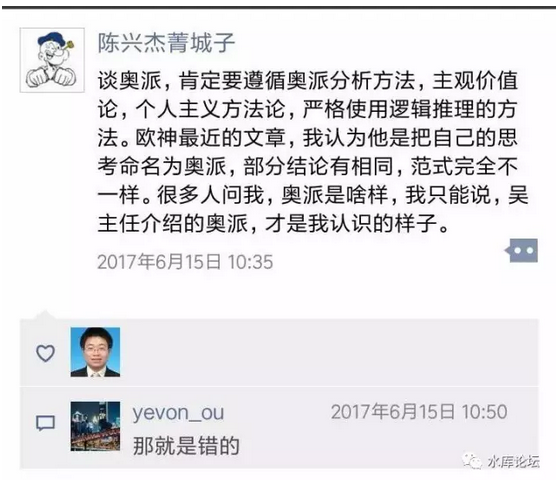 陈兴杰菁城子
谈奥派，肯定要遵循奥派分析方法，主观价值
论，个人主义方法论，严格使用逻辑推理的方
法。欧神最近的文章，我认为他是把自己的思
考命名为奥派，部分结论有相同，范式完全不
一样。很多人问我，奥派是啥样，我只能说，吴
主任介绍的奥派，才是我认识的样子。
2017年6月15日 10:35
yevon_ou 2017年6月15日 10:50
那就是错的
水库论坛